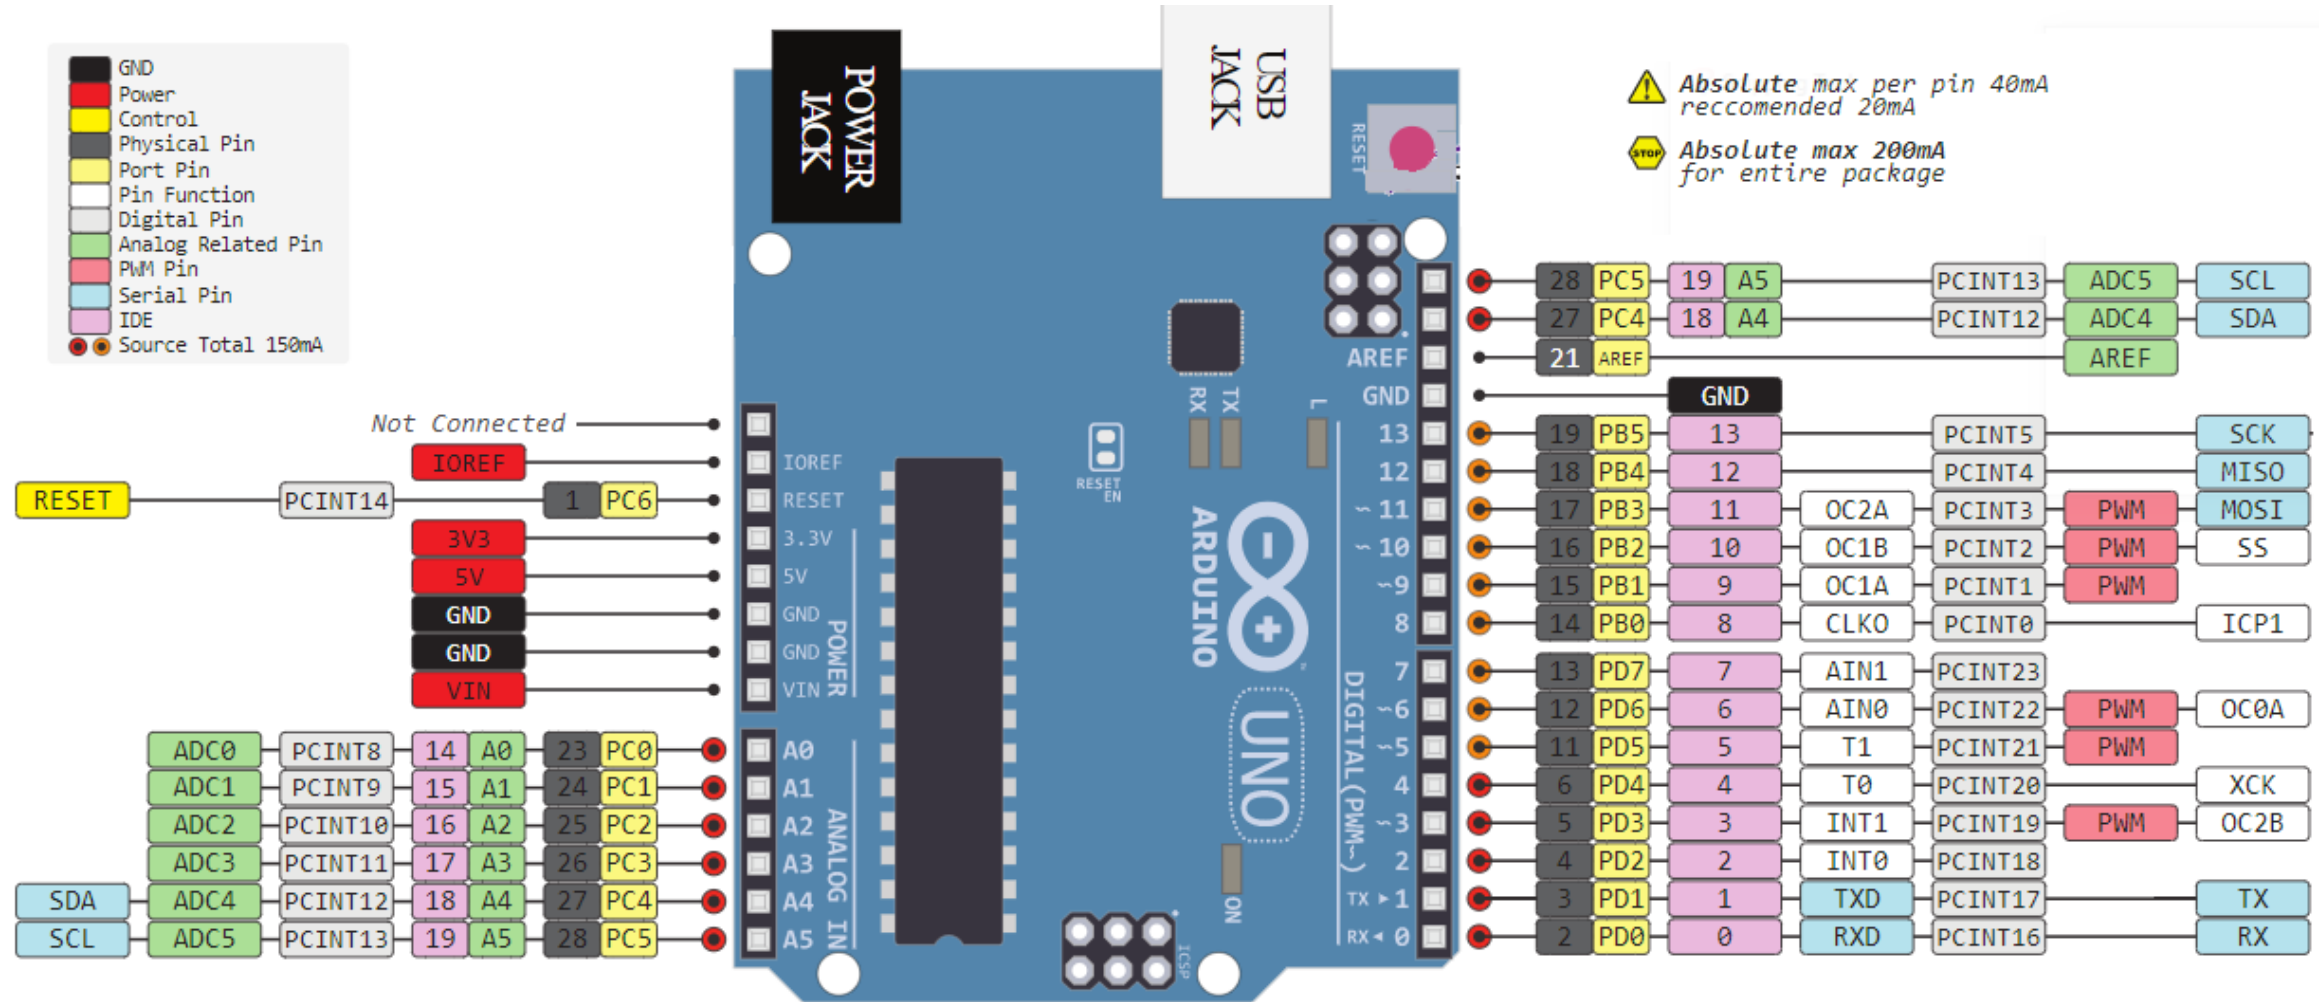 GND
Power
Control
Physical Pin
Port Pin
Pin Function
Digital Pin
Analog Related Pin
PWM Pin
Serial Pin
IDE
Source Total 150mA
POWER
JACK
USB
JACK
RESET
Absolute max per pin 40mA
reccomended 20mA
STOP
Absolute max 200mA
for entire package
Not Connected
IOREF IOREF
RESET PCINT14 1 PC6 RESET
3V3 3.3V
5V 5V
GND GND
GND GND
VIN VIN
POWER
ADC0 PCINT8 14 A0 23 PC0 A0
ADC1 PCINT9 15 A1 24 PC1 A1
ADC2 PCINT10 16 A2 25 PC2 A2
ADC3 PCINT11 17 A3 26 PC3 A3
SDA ADC4 PCINT12 18 A4 27 PC4 A4
SCL ADC5 PCINT13 19 A5 28 PC5 A5
ANALOG IN
RX TX L
RESET
EN
ARDUINO
UNO
ON
ICSP
DIGITAL(PWM~)
28 PC5 19 A5 PCINT13 ADC5 SCL
27 PC4 18 A4 PCINT12 ADC4 SDA
AREF 21 AREF AREF
GND GND
13 19 PB5 13 PCINT5 SCK
12 18 PB4 12 PCINT4 MISO
~11 17 PB3 11 OC2A PCINT3 PWM MOSI
~10 16 PB2 10 OC1B PCINT2 PWM SS
~9 15 PB1 9 OC1A PCINT1 PWM
8 14 PB0 8 CLKO PCINT0 ICP1
7 13 PD7 7 AIN1 PCINT23
~6 12 PD6 6 AIN0 PCINT22 PWM OC0A
~5 11 PD5 5 T1 PCINT21 PWM
4 6 PD4 4 T0 PCINT20 XCK
~3 5 PD3 3 INT1 PCINT19 PWM OC2B
2 4 PD2 2 INT0 PCINT18
TX ▸ 1 3 PD1 1 TXD PCINT17 TX
RX ◂ 0 2 PD0 0 RXD PCINT16 RX